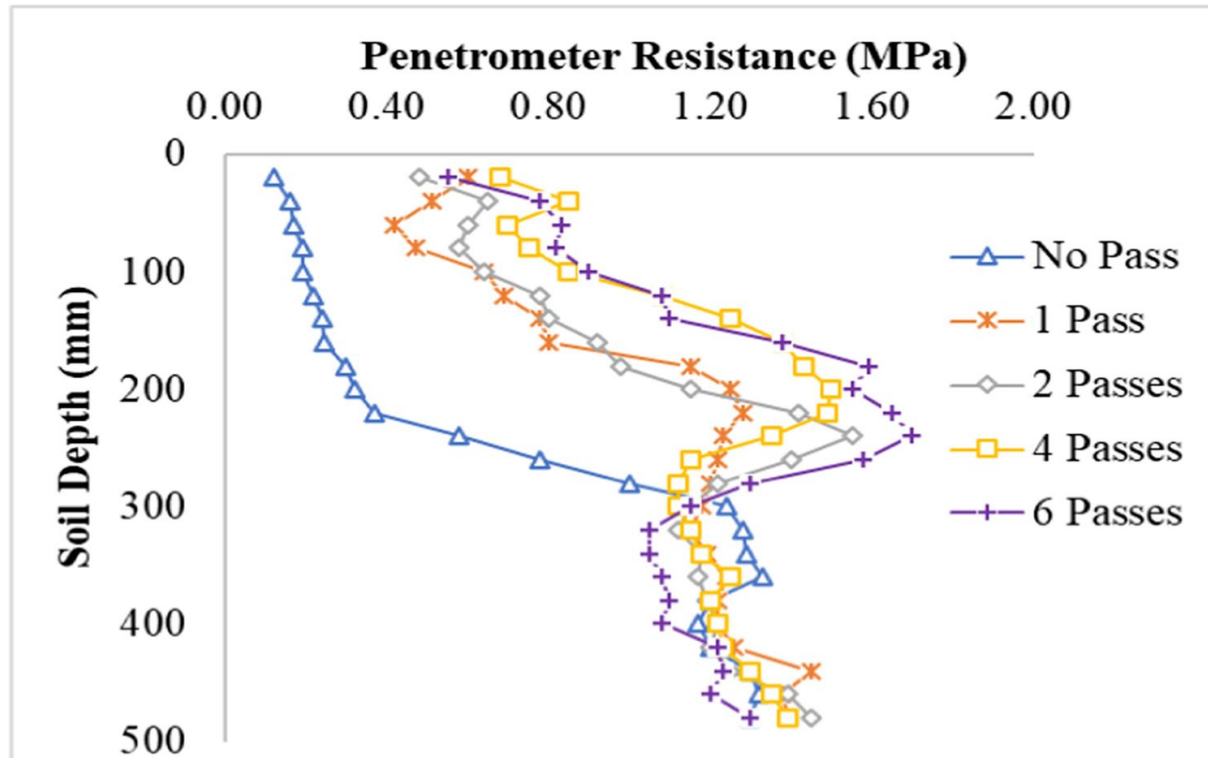 Penetrometer Resistance (MPa)
0.00 0.40 0.80 1.20 1.60 2.00
0
100
200
300
400
500
Soil Depth (mm)
No Pass
1 Pass
2 Passes
4 Passes
6 Passes